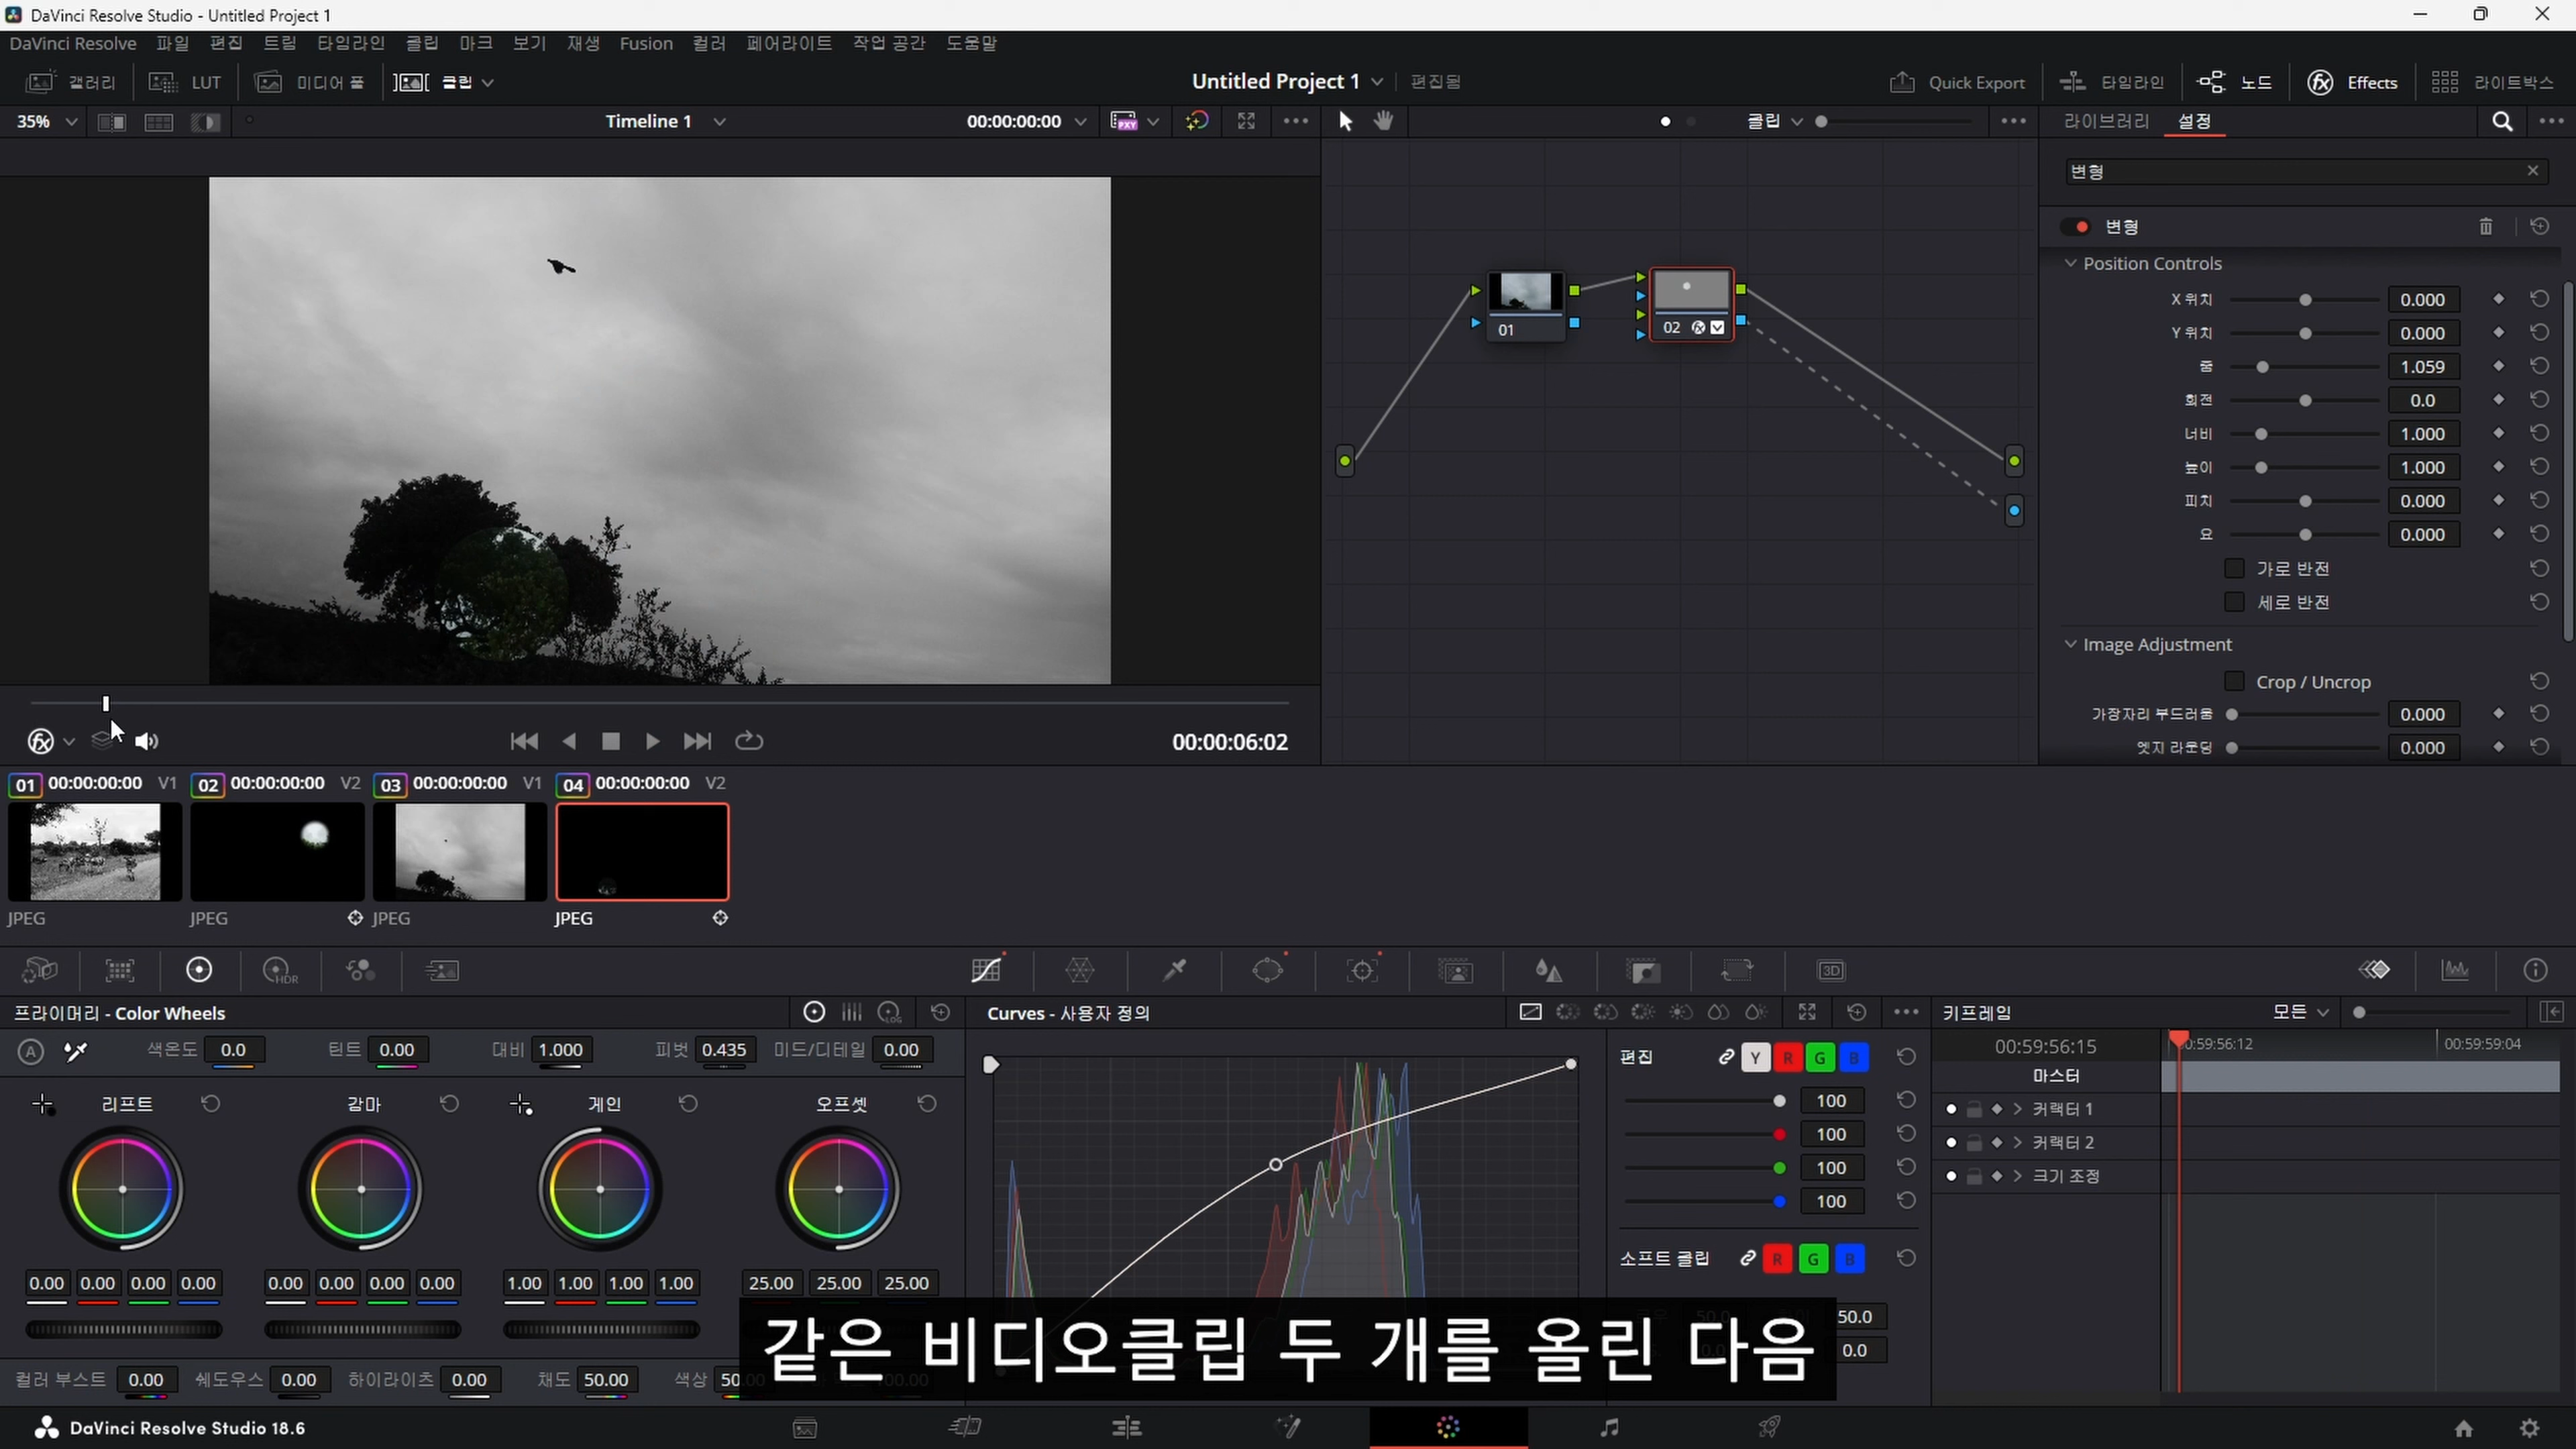 DaVinci Resolve Studio - Untitled Project 1
DaVinci Resolve 파일 편집 트림 타임라인 클립 마크 보기 재생 Fusion 컬러 페어라이트 작업 공간 도움말
갤러리 LUT 미디어 풀 클립 Untitled Project 1 편집됨 Quick Export 타임라인 노드 Effects 라이트박스
35% Timeline 1 00:00:00:00 PXY 클립 라이브러리 설정
변형
변형
Position Controls
X 위치 0.000
Y 위치 0.000
줌 1.059
회전 0.0
너비 1.000
높이 1.000
피치 0.000
요 0.000
가로 반전
세로 반전
Image Adjustment
Crop / Uncrop
가장자리 부드러움 0.000
엣지 라운딩 0.000
01
02
00:00:06:02
01 00:00:00:00 V1 02 00:00:00:00 V2 03 00:00:00:00 V1 04 00:00:00:00 V2
JPEG JPEG JPEG JPEG
HDR 3D
프라이머리 - Color Wheels LOG
A 색온도 0.0 틴트 0.00 대비 1.000 피벗 0.435 미드/디테일 0.00
리프트 감마 게인 오프셋
0.00 0.00 0.00 0.00 0.00 0.00 0.00 0.00 1.00 1.00 1.00 1.00 25.00 25.00 25.00
컬러 부스트 0.00 쉐도우스 0.00 하이라이츠 0.00 채도 50.00 색상 50.00
Curves - 사용자 정의
편집 Y R G B
100
100
100
100
소프트 클립 R G B
50.0 50.0
0.0
키프레임 모든
00:59:56:15 00:59:56:12 00:59:59:04
마스터
커랙터 1
커랙터 2
크기 조정
같은 비디오클립 두 개를 올린 다음
DaVinci Resolve Studio 18.6